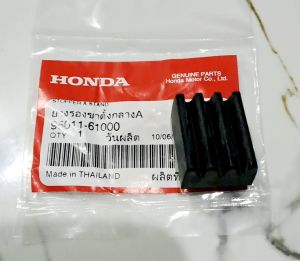 HONDA
GENUINE PARTS
Honda Motor Co., Ltd.
STOPPER A STAND
ยางรองขาตั้งกลางA
95011-61000
QTY. วันผลิต 10/06/
Made in THAILAND ผลิตที่